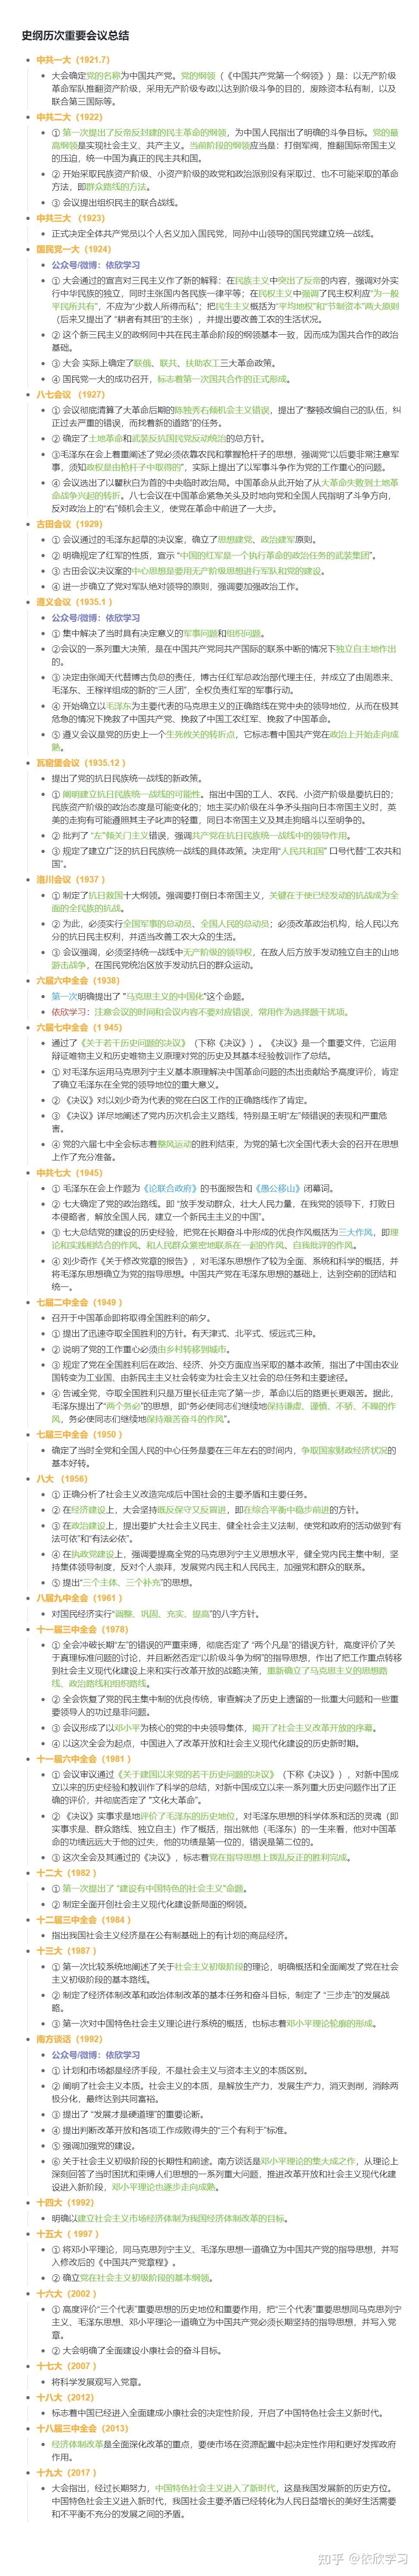 史纲历次重要会议总结
中共一大（1921.7）
大会确定党的名称为中国共产党。党的纲领（《中国共产党第一个纲领》）是：以无产阶级
革命军队推翻资产阶级，采用无产阶级专政以达到阶级斗争的目的，废除资本私有制，以及
联合第三国际等。
中共二大（1922）
① 第一次提出了反帝反封建的民主革命的纲领，为中国人民指出了明确的斗争目标。党的最
高纲领是实现社会主义、共产主义。当前阶段的纲领应当是：打倒军阀，推翻国际帝国主义
的压迫，统一中国为真正的民主共和国。
② 开始采取民族资产阶级、小资产阶级的政党和政治派别没有采取过、也不可能采取的革命
方法，即群众路线的方法。
③ 会议提出组织民主的联合战线。
中共三大 （1923）
正式决定全体共产党员以个人名义加入国民党，同孙中山领导的国民党建立统一战线。
国民党一大（1924）
公众号/微博：依欣学习
① 大会通过的宣言对三民主义作了新的解释：在民族主义中突出了反帝的内容，强调对外实
行中华民族的独立，同时主张国内各民族一律平等；在民权主义中强调了民主权利应“为一般
平民所共有”，不应为“少数人所得而私”；把民生主义概括为“平均地权”和“节制资本”两大原则
（后来又提出了 “耕者有其田”的主张），并提出要改善工农的生活状况。
② 这个新三民主义的政纲同中共在民主革命阶段的纲领基本一致，因而成为国共合作的政治
基础。
③ 大会 实际上确定了联俄、联共、扶助农工三大革命政策。
④ 国民党一大的成功召开，标志着第一次国共合作的正式形成。
八七会议 （1927）
① 会议彻底清算了大革命后期的陈独秀右倾机会主义错误，提出了“整顿改编自己的队伍，纠
正过去严重的错误，而找着新的道路”的任务。
② 确定了土地革命和武装反抗国民党反动统治的总方针。
③毛泽东在会上着重阐述了党必须依靠农民和掌握枪杆子的思想，强调党“以后要非常注意军
事，须知政权是由枪杆子中取得的”，实际上提出了以军事斗争作为党的工作重心的问题。
④ 会议选出了以瞿秋白为首的中央临时政治局。中国革命从此开始了从大革命失败到土地革
命战争兴起的转折。八七会议在中国革命紧急关头及时地向党和全国人民指明了斗争方向，
反对政治上的“右”倾机会主义，使党在革命中前进了一大步。
古田会议（1929）
① 会议通过的毛泽东起草的决议案，确立了思想建党、政治建军原则。
② 明确规定了红军的性质，宣示 “中国的红军是一个执行革命的政治任务的武装集团”。
③ 古田会议决议案的中心思想是要用无产阶级思想进行军队和党的建设。
④ 进一步确立了党对军队绝对领导的原则，强调要加强政治工作。
遵义会议（1935.1 ）
公众号/微博：依欣学习
① 集中解决了当时具有决定意义的军事问题和组织问题。
②会议的一系列重大决策，是在中国共产党同共产国际的联系中断的情况下独立自主地作出
的。
③ 决定由张闻天代替博古负总的责任，博古任红军总政治部代理主任，并成立了由周恩来、
毛泽东、王稼祥组成的新的“三人团”，全权负责红军的军事行动。
④ 开始确立以毛泽东为主要代表的马克思主义的正确路线在党中央的领导地位，从而在极其
危急的情况下挽救了中国共产党、挽救了中国工农红军、挽救了中国革命。
⑤ 遵义会议是党的历史上一个生死攸关的转折点，它标志着中国共产党在政治上开始走向成
熟。
瓦窑堡会议（1935.12 ）
提出了党的抗日民族统一战线的新政策。
① 阐明建立抗日民族统一战线的可能性。指出中国的工人、农民、小资产阶级是要抗日的；
民族资产阶级的政治态度是可能变化的；地主买办阶级在斗争矛头指向日本帝国主义时，英
美的走狗有可能遵照其主子叱声的轻重，同日本帝国主义及其走狗暗斗以至明争的。
② 批判了 “左”倾关门主义错误，强调共产党在抗日民族统一战线中的领导作用。
③ 规定了建立广泛的抗日民族统一战线的具体政策。决定用“人民共和国” 口号代替“工农共和
国”。
洛川会议（1937 ）
① 制定了抗日救国十大纲领。强调要打倒日本帝国主义，关键在于使已经发动的抗战成为全
面的全民族的抗战。
② 为此，必须实行全国军事的总动员、全国人民的总动员；必须改革政治机构，给人民以充
分的抗日民主权利，并适当改善工农大众的生活。
③ 会议强调，必须坚持统一战线中无产阶级的领导权，在敌人后方放手发动独立自主的山地
游击战争，在国民党统治区放手发动抗日的群众运动。
六届六中全会（1938）
第一次明确提出了 "马克思主义的中国化"这个命题。
依欣学习：注意会议的时间和会议内容不要对应错误，常用作为选择题干扰项。
六届七中全会（1 945）
通过了《关于若干历史问题的决议》（下称《决议》）。《决议》是一个重要文件，它运用
辩证唯物主义和历史唯物主义原理对党的历史及其基本经验教训作了总结。
① 对毛泽东运用马克思列宁主义基本原理解决中国革命问题的杰出贡献给予高度评价，肯定
了确立毛泽东在全党的领导地位的重大意义。
② 《决议》对以刘少奇为代表的党在白区工作的正确路线作了肯定。
③ 《决议》详尽地阐述了党内历次机会主义路线，特别是王明“左”倾错误的表现和严重危
害。
④ 党的六届七中全会标志着整风运动的胜利结束，为党的第七次全国代表大会的召开在思想
上作了充分准备。
中共七大（1945）
① 毛泽东在会上作题为《论联合政府》的书面报告和《愚公移山》闭幕词。
② 七大确定了党的政治路线。即 “放手发动群众，壮大人民力量，在我党的领导下，打败日
本侵略者，解放全国人民，建立一个新民主主义的中国”。
③ 七大总结党的建设的历史经验，把党在长期奋斗中形成的优良作风概括为三大作风，即理
论和实践相结合的作风、和人民群众紧密地联系在一起的作风、自我批评的作风。
④ 刘少奇作《关于修改党章的报告》，对毛泽东思想作了较为全面、系统和科学的概括，并
将毛泽东思想确立为党的指导思想。中国共产党在毛泽东思想的基础上，达到空前的团结和
统一。
七届二中全会（1949 ）
召开于中国革命即将取得全国胜利的前夕。
① 提出了迅速夺取全国胜利的方针。有天津式、北平式、绥远式三种。
② 说明了党的工作重心必须由乡村转移到城市。
③ 规定了党在全国胜利后在政治、经济、外交方面应当采取的基本政策，指出了中国由农业
国转变为工业国、由新民主主义社会转变为社会主义社会的总任务和主要途径。
④ 告诫全党，夺取全国胜利只是万里长征走完了第一步，革命以后的路更长更艰苦。据此，
毛泽东提出了“两个务必”的思想，即“务必使同志们继续地保持谦虚、谨慎、不骄、不躁的作
风，务必使同志们继续地保持艰苦奋斗的作风”。
七届三中全会（1950 ）
确定了当时全党和全国人民的中心任务是要在三年左右的时间内，争取国家财政经济状况的
基本好转。
八大 （1956）
① 正确分析了社会主义改造完成后中国社会的主要矛盾和主要任务。
② 在经济建设上，大会坚持既反保守又反冒进，即在综合平衡中稳步前进的方针。
③ 在政治建设上，提出要扩大社会主义民主、健全社会主义法制，使党和政府的活动做到“有
法可依”和“有法必依”。
④ 在执政党建设上，强调要提高全党的马克思列宁主义思想水平，健全党内民主集中制，坚
持集体领导制度，反对个人崇拜，发展党内民主和人民民主，加强党和群众的联系。
⑤ 提出“三个主体、三个补充”的思想。
八届九中全会（1961 ）
对国民经济实行“调整、巩固、充实、提高”的八字方针。
十一届三中全会（1978）
① 全会冲破长期“左”的错误的严重束缚，彻底否定了 “两个凡是”的错误方针，高度评价了关
于真理标准问题的讨论，并且断然否定“以阶级斗争为纲”的指导思想，作出了把工作重点转移
到社会主义现代化建设上来和实行改革开放的战略决策，重新确立了马克思主义的思想路
线、政治路线和组织路线。
② 全会恢复了党的民主集中制的优良传统，审查解决了历史上遗留的一批重大问题和一些重
要领导人的功过是非问题。
③ 会议形成了以邓小平为核心的党的中央领导集体，揭开了社会主义改革开放的序幕。
④ 以这次全会为起点，中国进入了改革开放和社会主义现代化建设的历史新时期。
十一届六中全会（1981 ）
① 会议审议通过《关于建国以来党的若干历史问题的决议》（下称《决议》），对新中国成
立以来的历史经验和教训作了科学的总结，对新中国成立以来一系列重大历史问题作出了正
确的评价，并彻底否定了 “文化大革命”。
② 《决议》实事求是地评价了毛泽东的历史地位，对毛泽东思想的科学体系和活的灵魂（即
实事求是、群众路线、独立自主）作了概括，指出就他（毛泽东）的一生来看，他对中国革
命的功绩远远大于他的过失，他的功绩是第一位的，错误是第二位的。
③ 这次全会及其通过的《决议》，标志着党在指导思想上拨乱反正的胜利完成。
十二大（1982 ）
① 第一次提出了 “建设有中国特色的社会主义”命题。
② 制定全面开创社会主义现代化建设新局面的纲领。
十二届三中全会（1984 ）
指出我国社会主义经济是在公有制基础上的有计划的商品经济。
十三大（1987 ）
① 第一次比较系统地阐述了关于社会主义初级阶段的理论，明确概括和全面阐发了党在社会
主义初级阶段的基本路线。
② 制定了经济体制改革和政治体制改革的基本任务和奋斗目标，制定了 “三步走”的发展战
略。
③ 第一次对中国特色社会主义理论进行系统的概括，也标志着邓小平理论轮廓的形成。
南方谈话（1992）
公众号/微博：依欣学习
① 计划和市场都是经济手段，不是社会主义与资本主义的本质区别。
② 阐明了社会主义本质。社会主义的本质，是解放生产力，发展生产力，消灭剥削，消除两
极分化，最终达到共同富裕。
③ 提出了 “发展才是硬道理”的重要论断。
④ 提出判断改革开放和各项工作成败得失的“三个有利于”标准。
⑤ 强调加强党的建设。
⑥ 关于社会主义初级阶段的长期性和前途。南方谈话是邓小平理论的集大成之作，从理论上
深刻回答了当时困扰和束缚人们思想的一系列重大问题，推进改革开放和社会主义现代化建
设进入新阶段，邓小平理论也逐步走向成熟。
十四大（1992）
明确以建立社会主义市场经济体制为我国经济体制改革的目标。
十五大（ 1997 ）
① 将邓小平理论，同马克思列宁主义、毛泽东思想一道确立为中国共产党的指导思想，并写
入修改后的《中国共产党章程》。
② 确立党在社会主义初级阶段的基本纲领。
十六大（2002 ）
① 高度评价“三个代表”重要思想的历史地位和重要作用，把“三个代表”重要思想同马克思列宁
主义、毛泽东思想、邓小平理论一道确立为中国共产党必须长期坚持的指导思想，并写入党
章。
② 大会明确了全面建设小康社会的奋斗目标。
十七大（2007 ）
将科学发展观写入党章。
十八大（2012）
标志着中国已经进入全面建成小康社会的决定性阶段，开启了中国特色社会主义新时代。
十八届三中全会（2013）
经济体制改革是全面深化改革的重点，要使市场在资源配置中起决定性作用和更好发挥政府
作用。
十九大（2017 ）
大会指出，经过长期努力，中国特色社会主义进入了新时代，这是我国发展新的历史方位。
中国特色社会主义进入新时代，我国社会主要矛盾已经转化为人民日益增长的美好生活需要
和不平衡不充分的发展之间的矛盾。
知乎 @依欣学习